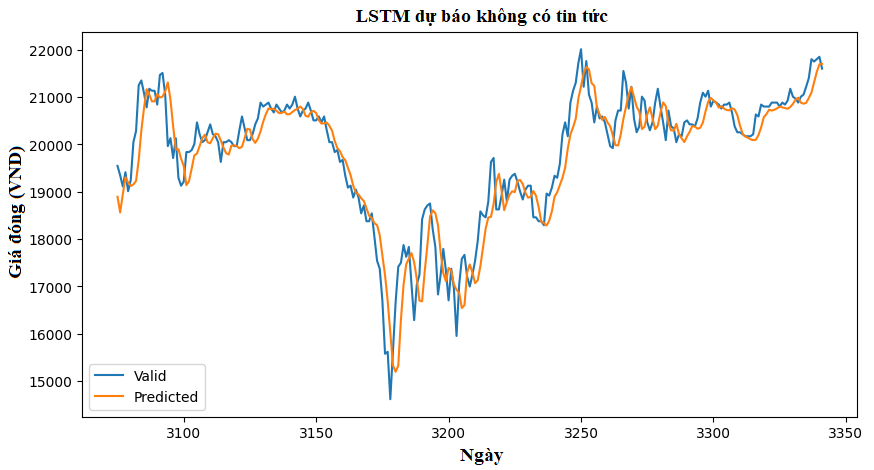 LSTM dự báo không có tin tức
Giá đóng (VND)
22000
21000
20000
19000
18000
17000
16000
15000
Valid
Predicted
3100
3150
3200
3250
3300
3350
Ngày